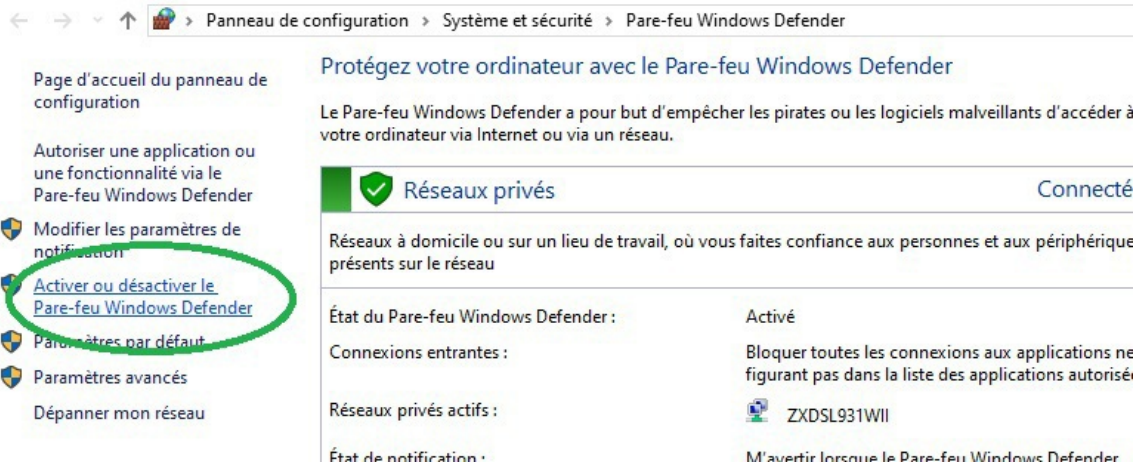 Panneau de configuration > Système et sécurité > Pare-feu Windows Defender
Page d'accueil du panneau de
configuration
Autoriser une application ou
une fonctionnalité via le
Pare-feu Windows Defender
Modifier les paramètres de
notification
Activer ou désactiver le
Pare-feu Windows Defender
Paramètres par défaut
Paramètres avancés
Dépanner mon réseau
Protégez votre ordinateur avec le Pare-feu Windows Defender
Le Pare-feu Windows Defender a pour but d'empêcher les pirates ou les logiciels malveillants d'accéder à
votre ordinateur via Internet ou via un réseau.
Réseaux privés
Connecté
Réseaux à domicile ou sur un lieu de travail, où vous faites confiance aux personnes et aux périphérique
présents sur le réseau
État du Pare-feu Windows Defender :
Activé
Connexions entrantes :
Bloquer toutes les connexions aux applications ne
figurant pas dans la liste des applications autorisée
Réseaux privés actifs :
ZXDSL931WII
État de notification :
M'avertir lorsque le Pare-feu Windows Defender